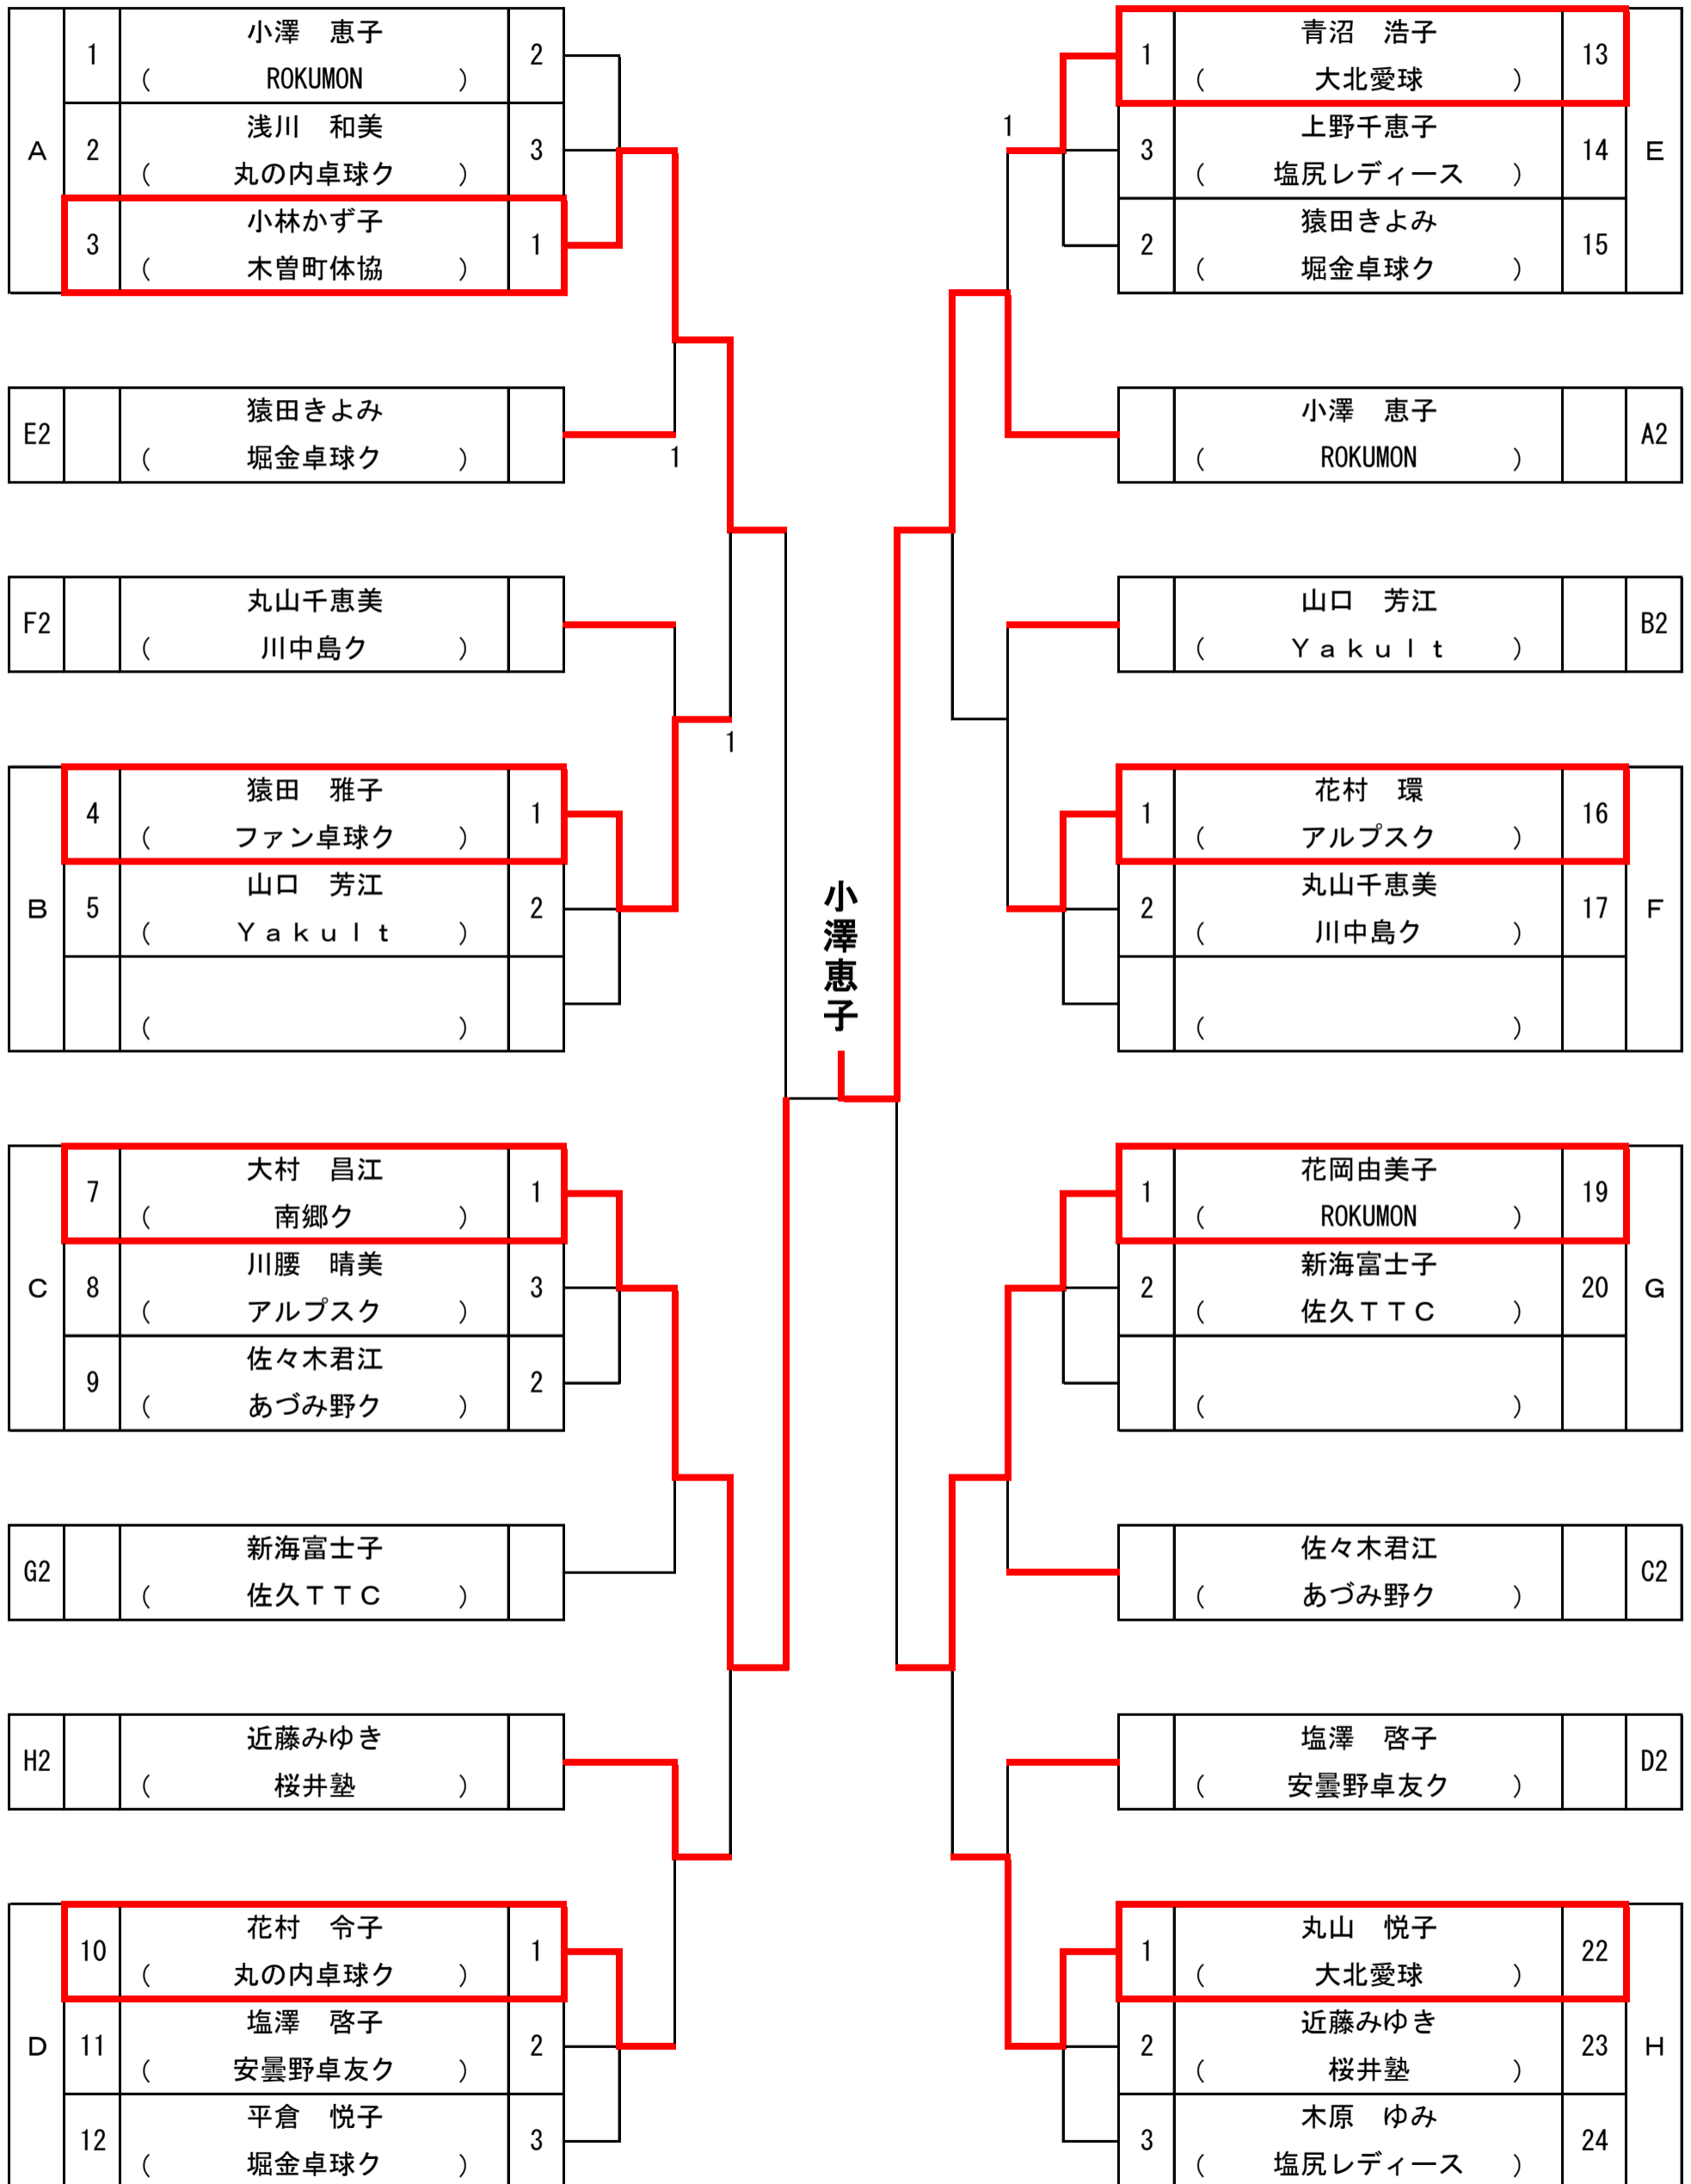 A
1 小澤　恵子 2
( ROKUMON )
2 浅川　和美 3
( 丸の内卓球ク )
3 小林かず子 1
( 木曽町体協 )
E2 猿田きよみ
( 堀金卓球ク )
1
F2 丸山千恵美
( 川中島ク )
1
B
4 猿田　雅子 1
( ファン卓球ク )
5 山口　芳江 2
( Ｙａｋｕｌｔ )
( )
C
7 大村　昌江 1
( 南郷ク )
8 川腰　晴美 3
( アルプスク )
9 佐々木君江 2
( あづみ野ク )
G2 新海富士子
( 佐久ＴＴＣ )
H2 近藤みゆき
( 桜井塾 )
D
10 花村　令子 1
( 丸の内卓球ク )
11 塩澤　啓子 2
( 安曇野卓友ク )
12 平倉　悦子 3
( 堀金卓球ク )
小澤恵子
1
1 青沼　浩子 13
( 大北愛球 )
3 上野千恵子 14
( 塩尻レディース )
E
2 猿田きよみ 15
( 堀金卓球ク )
小澤　恵子 A2
( ROKUMON )
山口　芳江 B2
( Ｙａｋｕｌｔ )
1 花村　環 16
( アルプスク )
2 丸山千恵美 17
( 川中島ク )
F
( )
1 花岡由美子 19
( ROKUMON )
2 新海富士子 20
( 佐久ＴＴＣ )
G
( )
佐々木君江 C2
( あづみ野ク )
塩澤　啓子 D2
( 安曇野卓友ク )
1 丸山　悦子 22
( 大北愛球 )
2 近藤みゆき 23
( 桜井塾 )
H
3 木原　ゆみ 24
( 塩尻レディース )